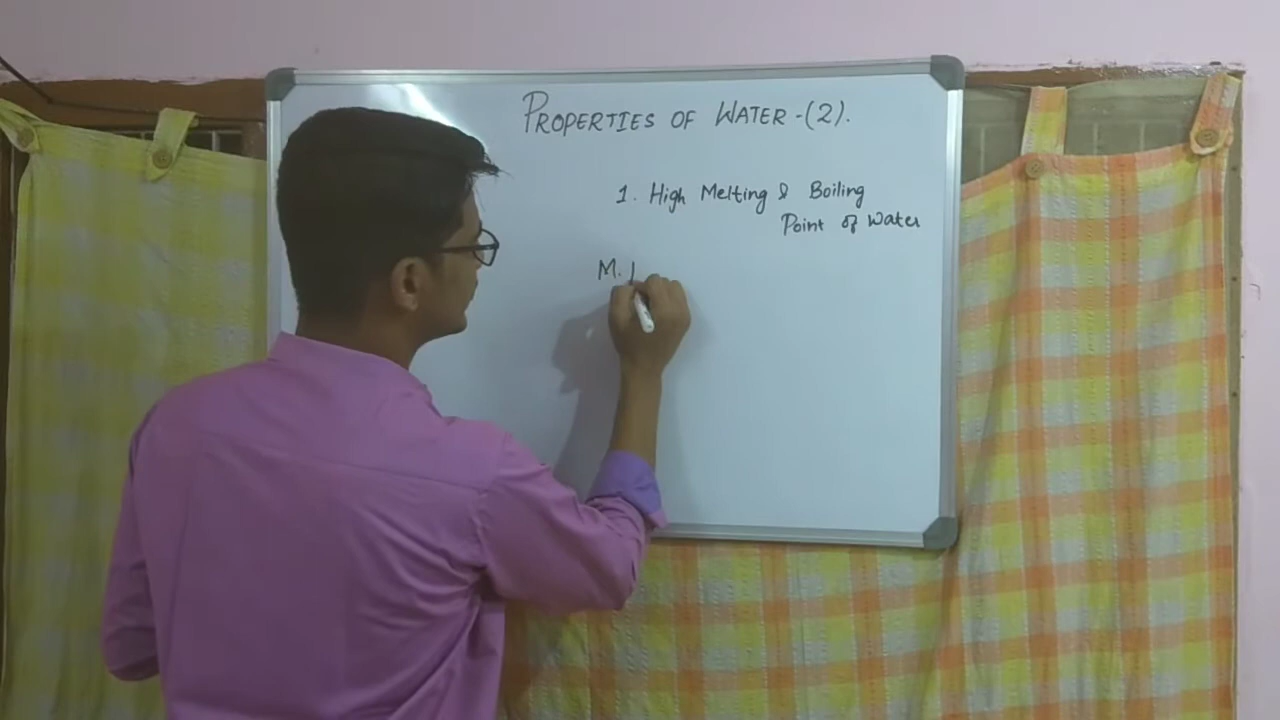 PROPERTIES OF WATER -(2).
1. High Melting & Boiling
Point of Water
M.